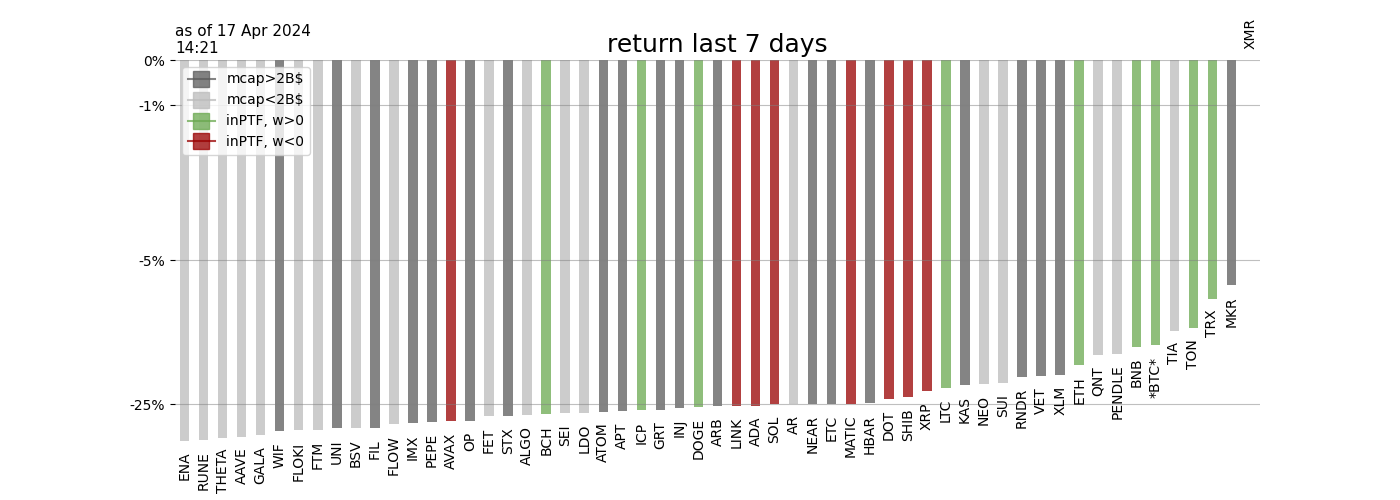 as of 17 Apr 2024
14:21
return last 7 days
XMR
0%
-1%
-5%
-25%
mcap>2B$
mcap<2B$
inPTF, w>0
inPTF, w<0
ENA
RUNE
THETA
AAVE
GALA
WIF
FLOKI
FTM
UNI
BSV
FIL
FLOW
IMX
PEPE
AVAX
OP
FET
STX
ALGO
BCH
SEI
LDO
ATOM
APT
ICP
GRT
INJ
DOGE
ARB
LINK
ADA
SOL
AR
NEAR
ETC
MATIC
HBAR
DOT
SHIB
XRP
LTC
KAS
NEO
SUI
RNDR
VET
XLM
ETH
QNT
PENDLE
BNB
*BTC*
TIA
TON
TRX
MKR